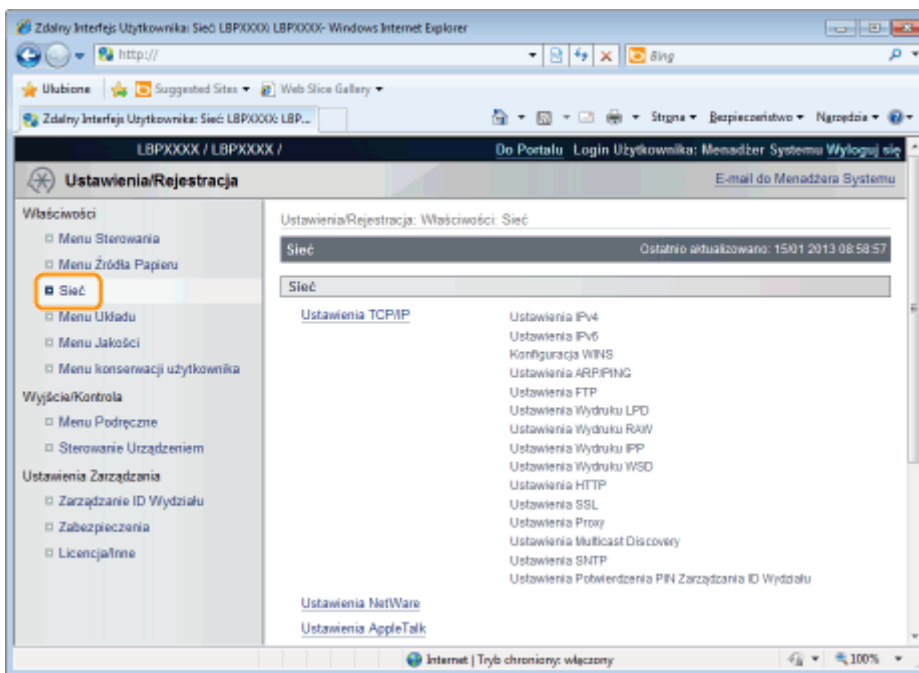 Zdalny Interfejs Użytkownika: Sieć: LBPXXXX: LBPXXXX- Windows Internet Explorer
http://
Bing
Ulubione Suggested Sites Web Slice Gallery
Zdalny Interfejs Użytkownika: Sieć: LBPXXXX: LBP...
Strona Bezpieczeństwo Narzędzia
LBPXXXX / LBPXXXX /
Do Portalu Login Użytkownika: Menadżer Systemu Wyloguj się
Ustawienia/Rejestracja
E-mail do Menadżera Systemu
Właściwości
Menu Sterowania
Menu Źródła Papieru
Sieć
Menu Układu
Menu Jakości
Menu konserwacji użytkownika
Wyjście/Kontrola
Menu Podręczne
Sterowanie Urządzeniem
Ustawienia Zarządzania
Zarządzanie ID Wydziału
Zabezpieczenia
Licencja/Inne
Ustawienia/Rejestracja: Właściwości: Sieć
Sieć
Ostatnio aktualizowano: 15/01 2013 08:58:57
Sieć
Ustawienia TCP/IP
Ustawienia IPv4
Ustawienia IPv6
Konfiguracja WINS
Ustawienia ARP/PING
Ustawienia FTP
Ustawienia Wydruku LPD
Ustawienia Wydruku RAW
Ustawienia Wydruku IPP
Ustawienia Wydruku WSD
Ustawienia HTTP
Ustawienia SSL
Ustawienia Proxy
Ustawienia Multicast Discovery
Ustawienia SNTP
Ustawienia Potwierdzenia PIN Zarządzania ID Wydziału
Ustawienia NetWare
Ustawienia AppleTalk
Internet | Tryb chroniony: włączony
100%